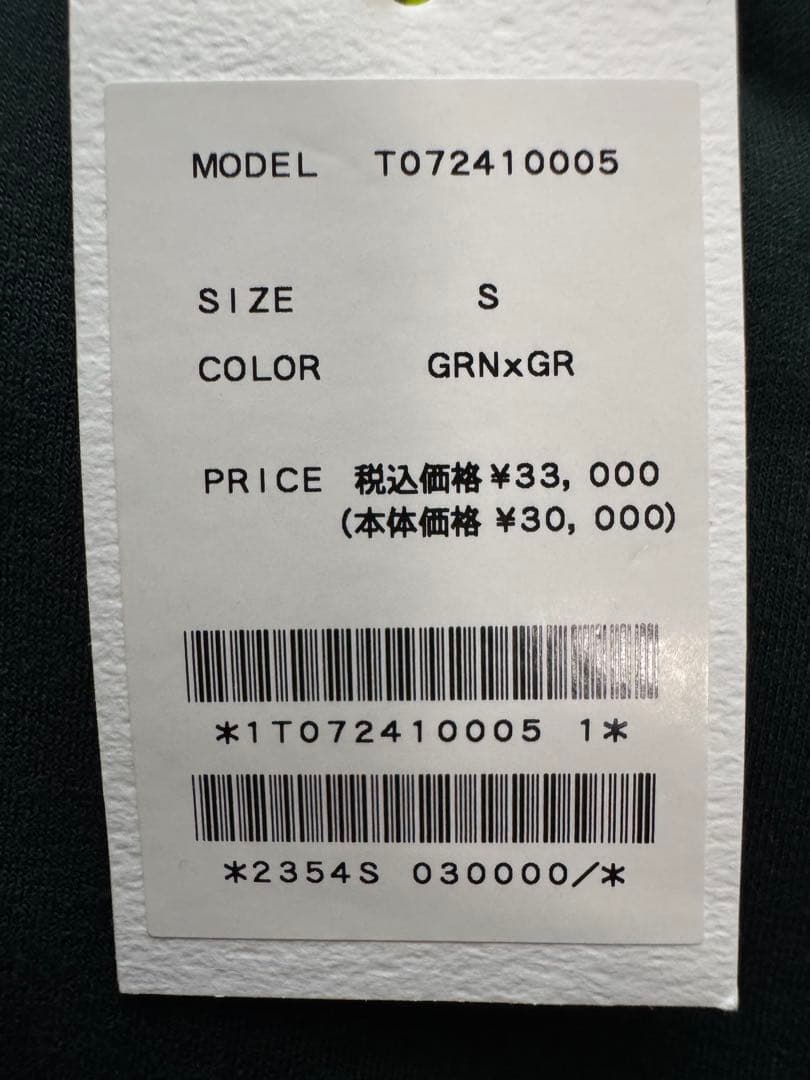 MODEL T072410005
SIZE S
COLOR GRNxGR
PRICE 税込価格 ¥33,000
(本体価格 ¥30,000)
*1T072410005 1*
*2354S 030000/*